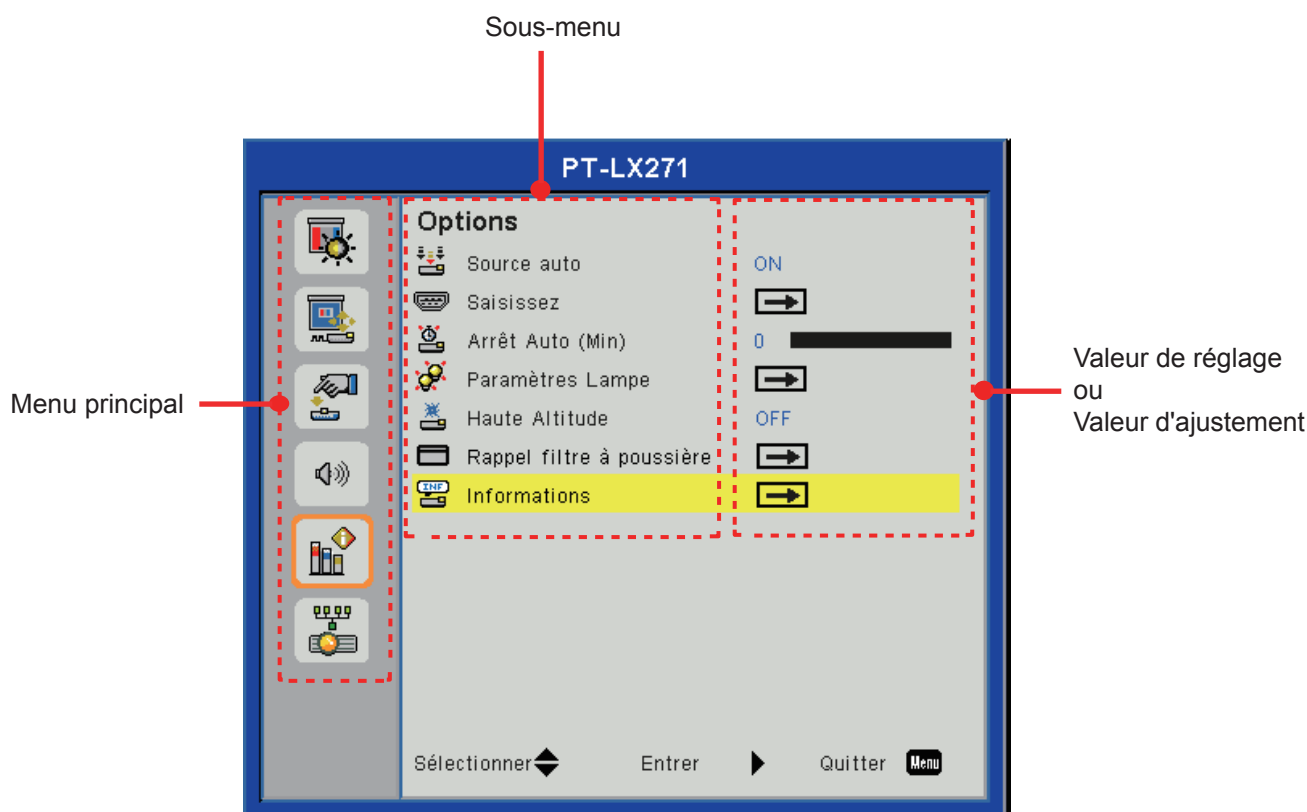 Sous-menu
PT-LX271
Options
Source auto ON
Saisissez
Arrêt Auto (Min) 0
Paramètres Lampe
Haute Altitude OFF
Rappel filtre à poussière
INF Informations
Menu principal
Valeur de réglage
ou
Valeur d'ajustement
Sélectionner Entrer Quitter Menu